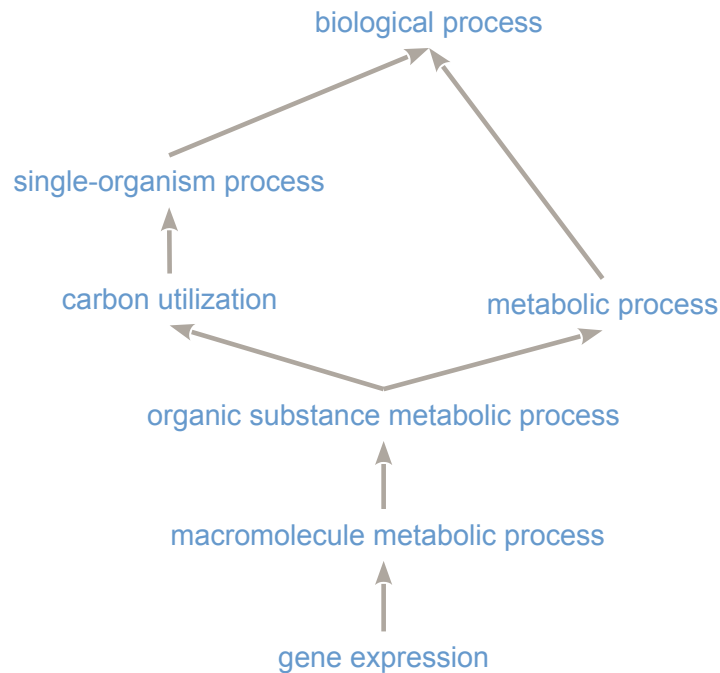 biological process
single-organism process
carbon utilization
metabolic process
organic substance metabolic process
macromolecule metabolic process
gene expression